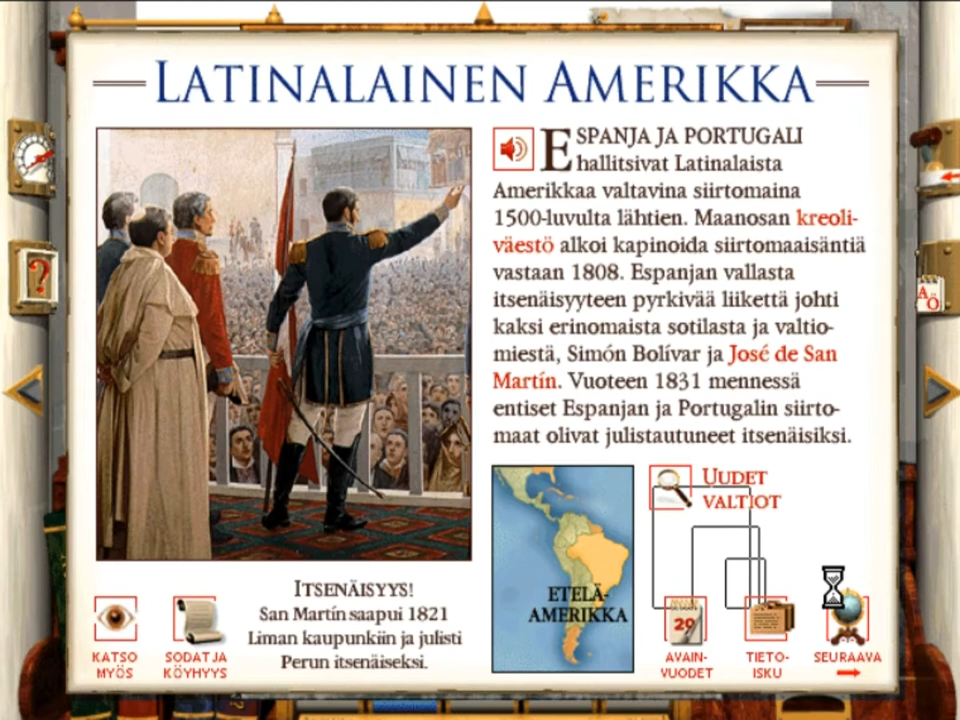 LATINALAINEN AMERIKKA
ESPANJA JA PORTUGALI
hallitsivat Latinalaista
Amerikkaa valtavina siirtomaina
1500-luvulta lähtien. Maanosan kreoli-
väestö alkoi kapinoida siirtomaaisäntiä
vastaan 1808. Espanjan vallasta
itsenäisyyteen pyrkivää liikettä johti
kaksi erinomaista sotilasta ja valtio-
miestä, Simón Bolívar ja José de San
Martín. Vuoteen 1831 mennessä
entiset Espanjan ja Portugalin siirto-
maat olivat julistautuneet itsenäisiksi.
ITSENÄISYYS!
San Martín saapui 1821
Liman kaupunkiin ja julisti
Perun itsenäiseksi.
ETELÄ-
AMERIKKA
UUDET
VALTIOT
KATSO
MYÖS
SODAT JA
KÖYHYYS
29
AVAIN-
VUODET
TIETO-
ISKU
SEURAAVA
?
A
Ö